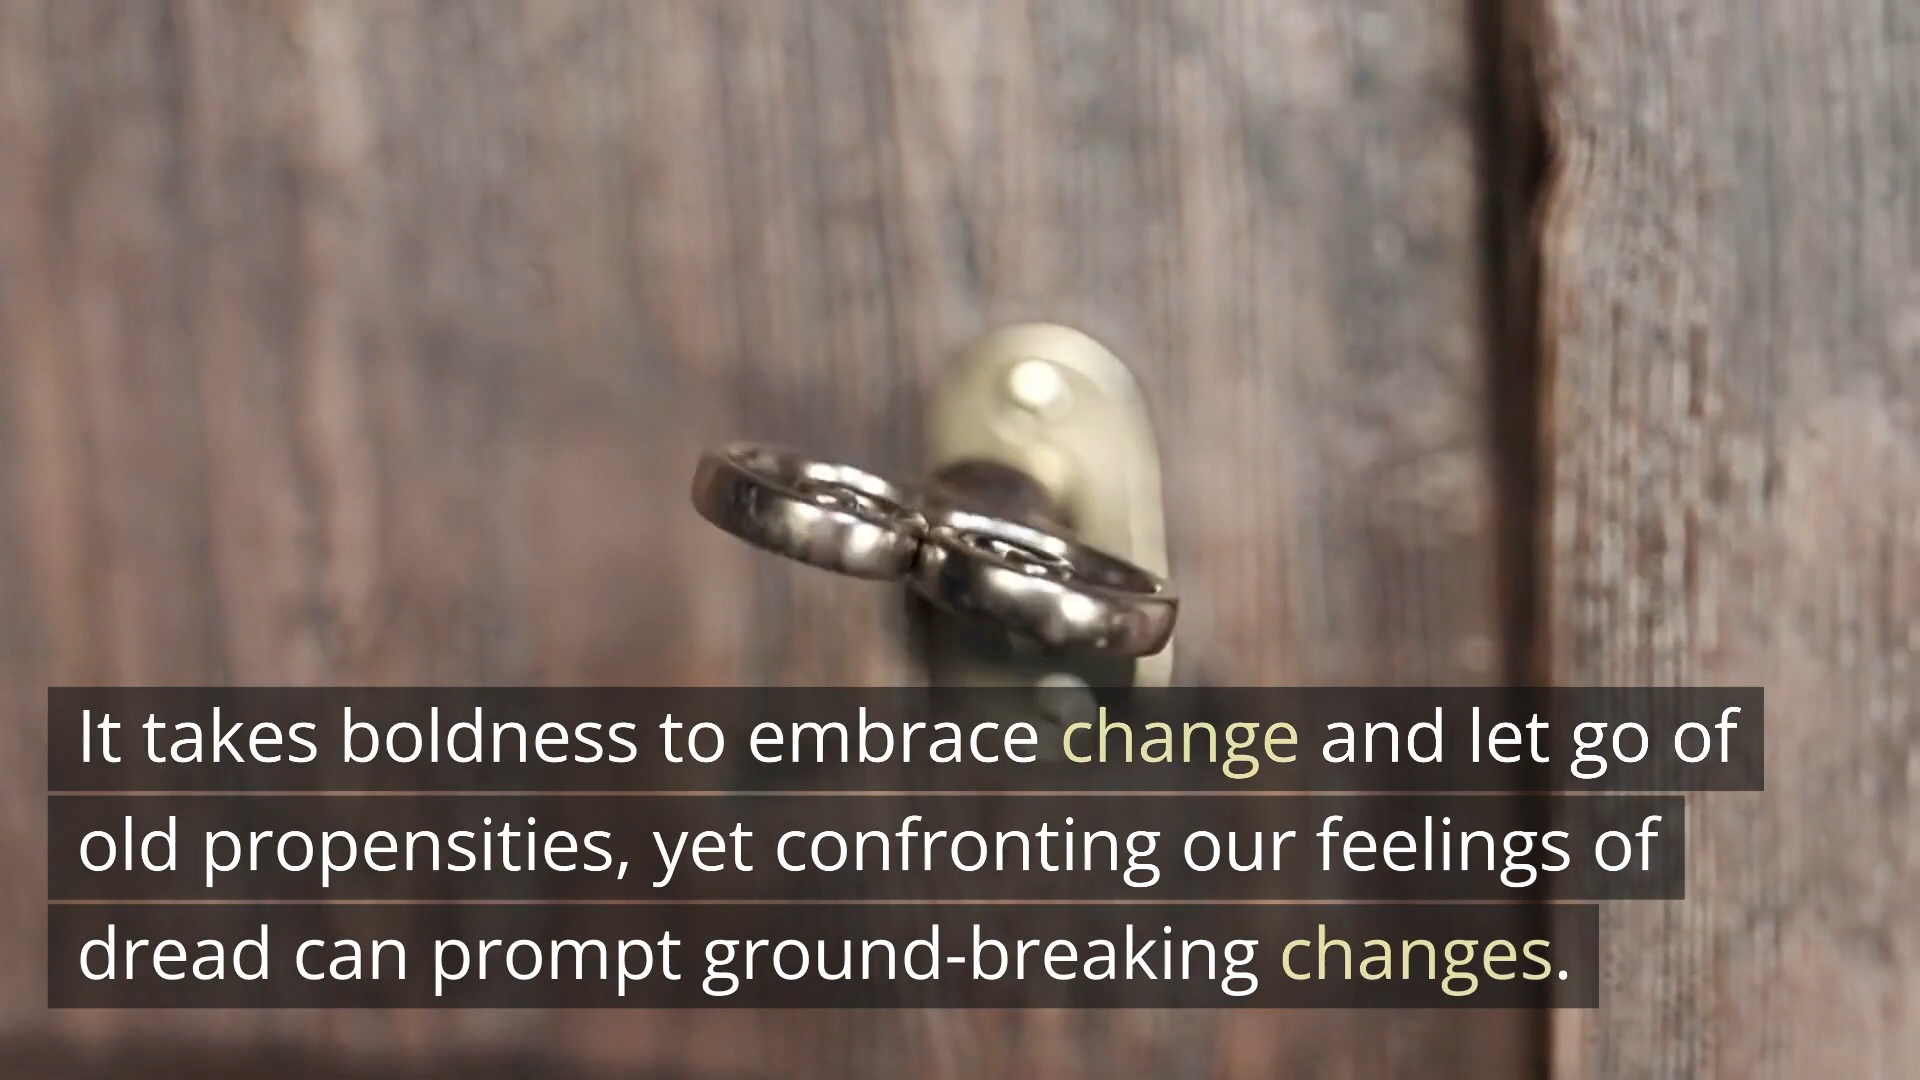 It takes boldness to embrace change and let go of
old propensities, yet confronting our feelings of
dread can prompt ground-breaking changes.